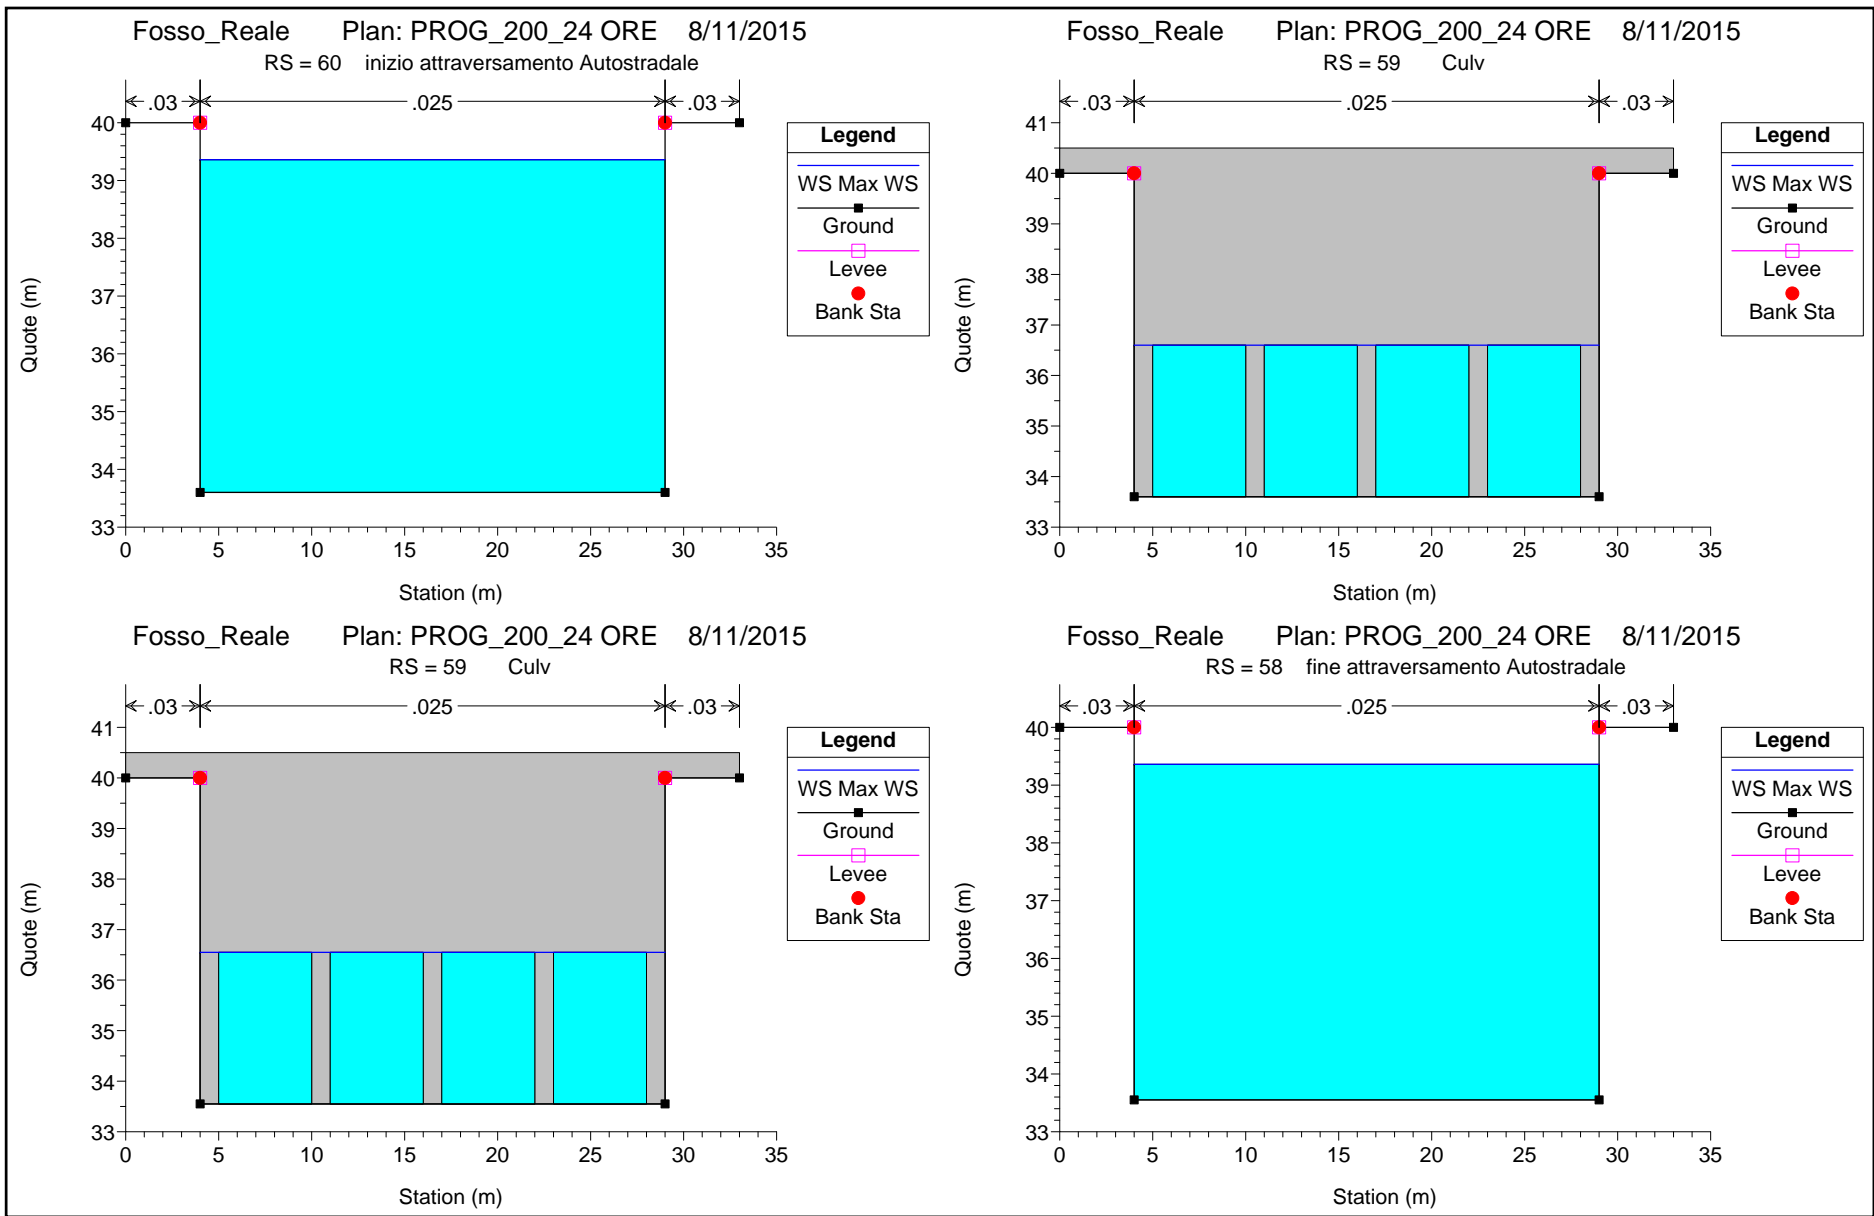 Fosso_Reale Plan: PROG_200_24 ORE 8/11/2015
RS = 60 inizio attraversamento Autostradale
.03 .025 .03
40
39
38
37
36
35
34
33
0 5 10 15 20 25 30 35
Station (m)
Quote (m)
Legend
WS Max WS
Ground
Levee
Bank Sta
Fosso_Reale Plan: PROG_200_24 ORE 8/11/2015
RS = 59 Culv
.03 .025 .03
41
40
39
38
37
36
35
34
33
0 5 10 15 20 25 30 35
Station (m)
Quote (m)
Legend
WS Max WS
Ground
Levee
Bank Sta
Fosso_Reale Plan: PROG_200_24 ORE 8/11/2015
RS = 59 Culv
.03 .025 .03
41
40
39
38
37
36
35
34
33
0 5 10 15 20 25 30 35
Station (m)
Quote (m)
Legend
WS Max WS
Ground
Levee
Bank Sta
Fosso_Reale Plan: PROG_200_24 ORE 8/11/2015
RS = 58 fine attraversamento Autostradale
.03 .025 .03
40
39
38
37
36
35
34
33
0 5 10 15 20 25 30 35
Station (m)
Quote (m)
Legend
WS Max WS
Ground
Levee
Bank Sta